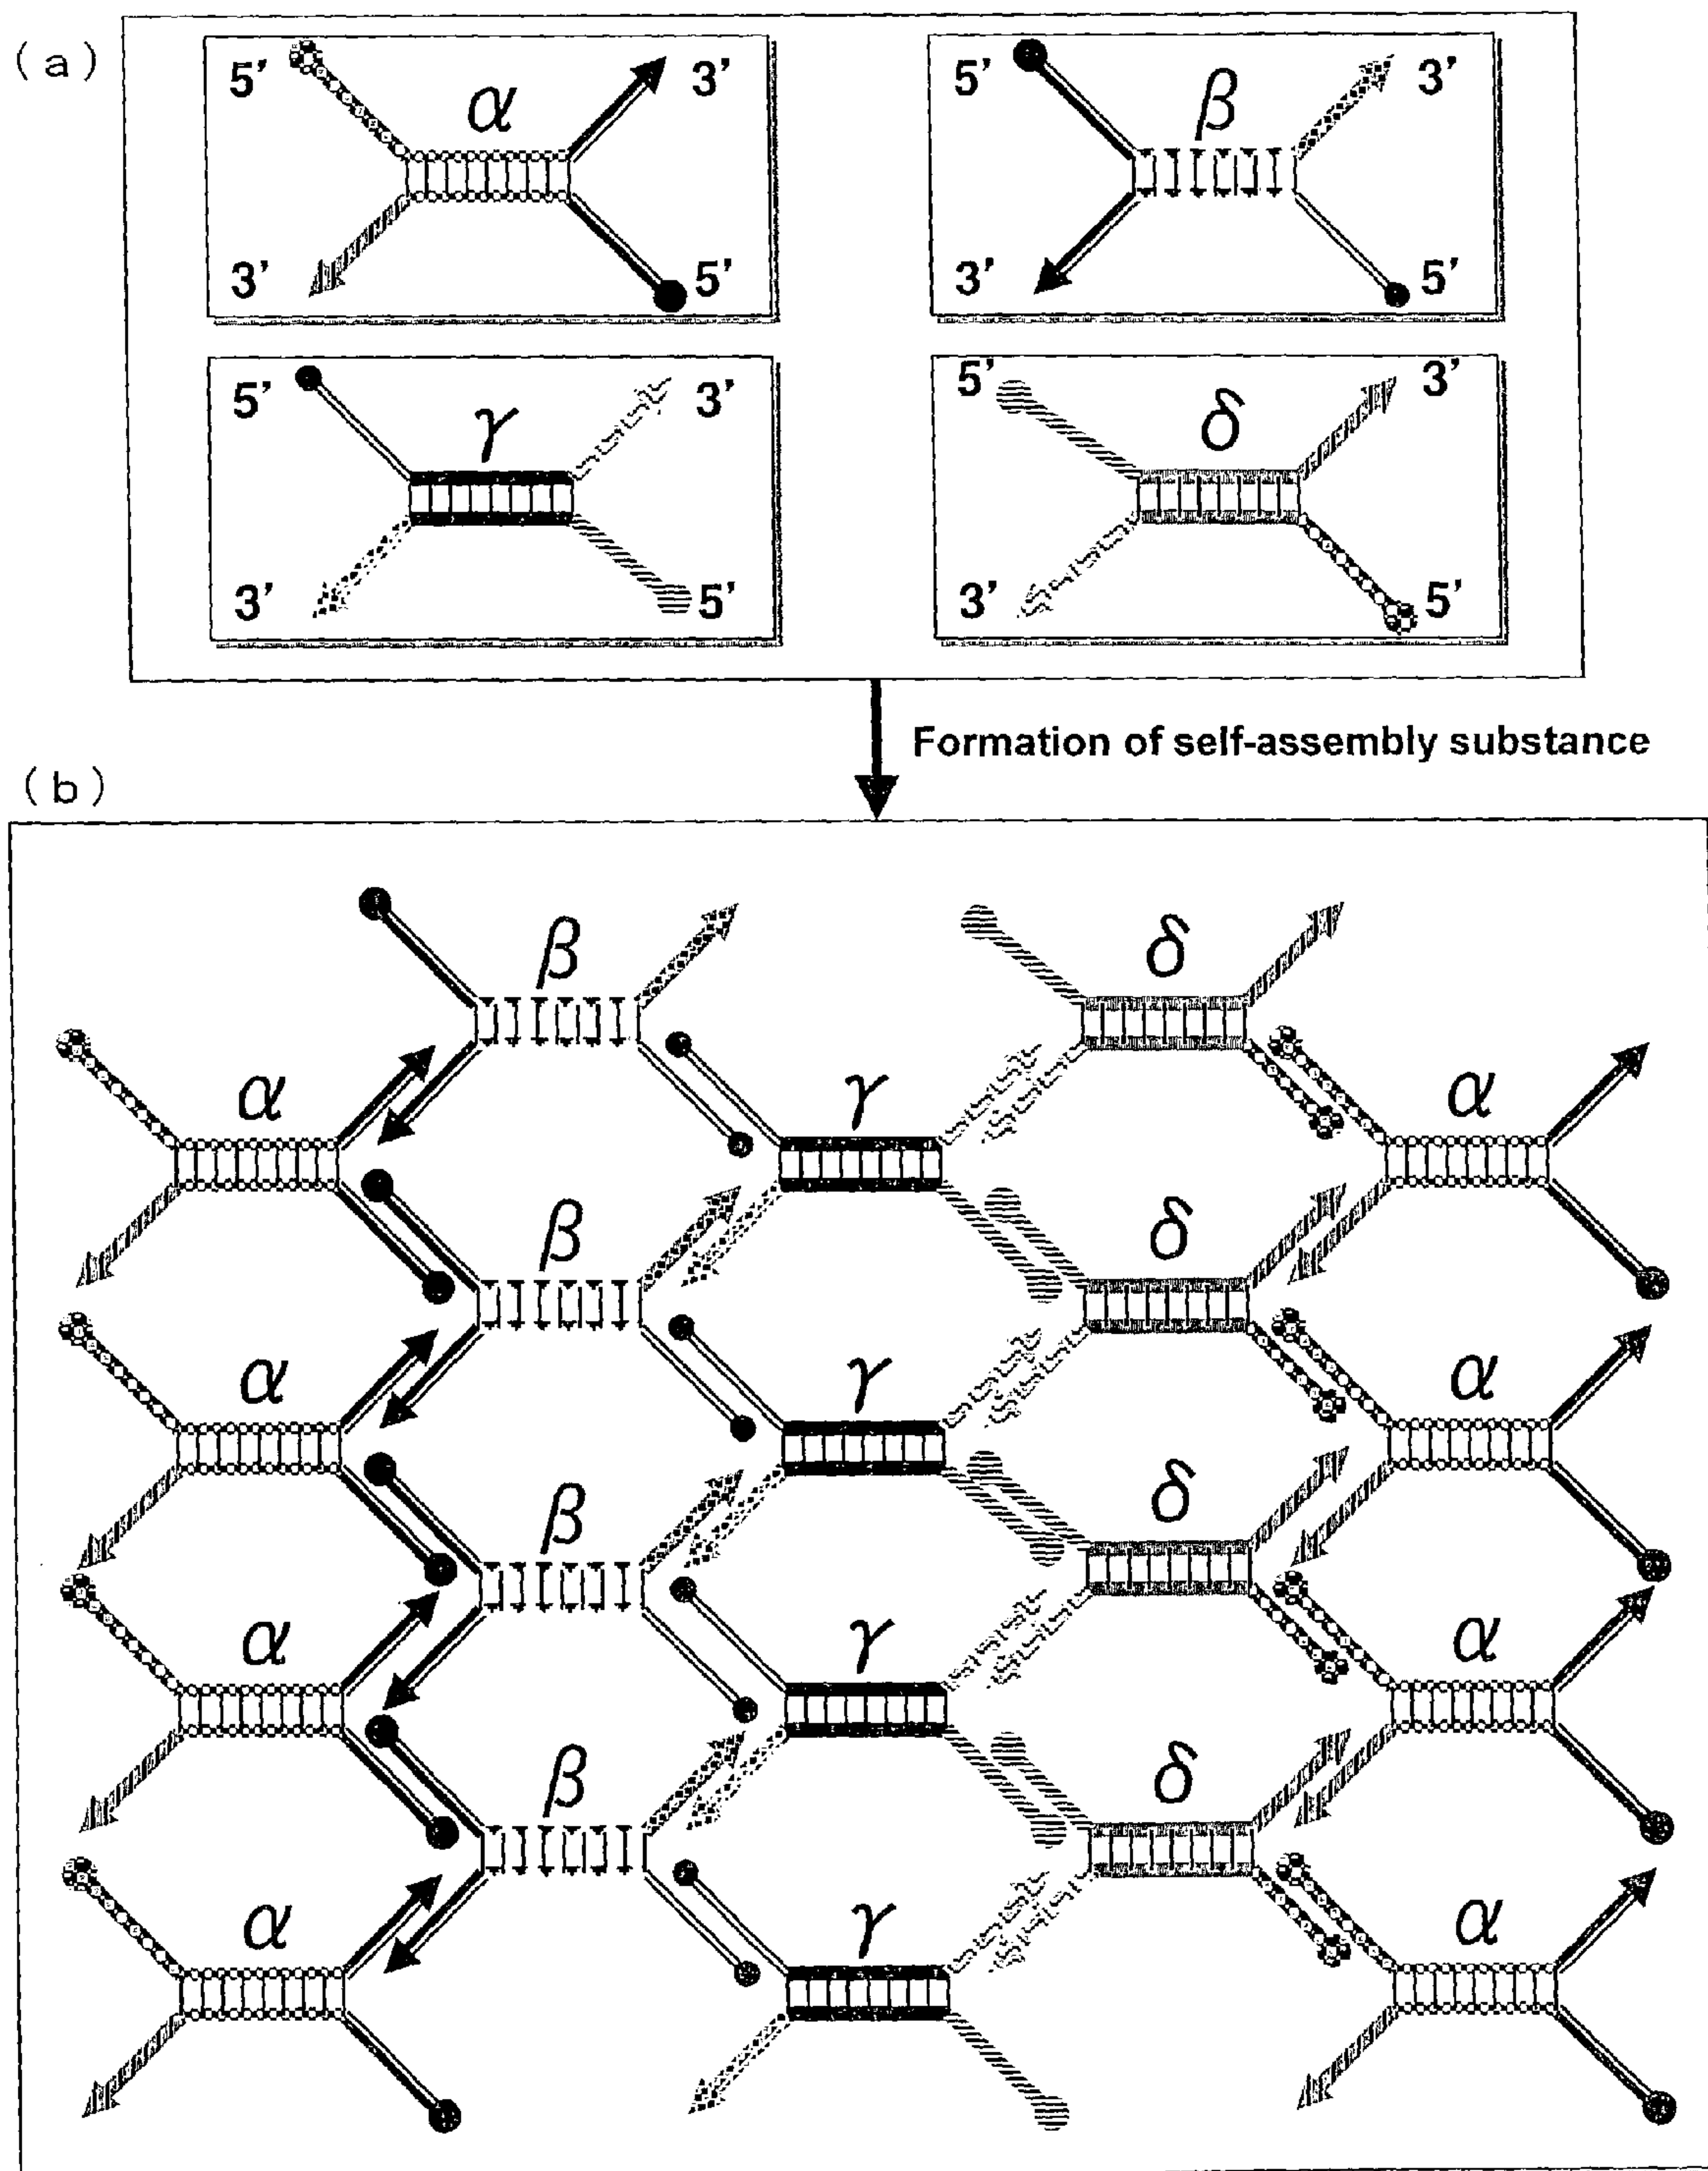 (a)
5' α 3'
3' 5'
5' β 3'
3' 5'
5' γ 3'
3' 5'
5' δ 3'
3' 5'
Formation of self-assembly substance
(b)
β δ
α γ α
β δ
α γ α
β δ
α γ α
β δ
α γ α